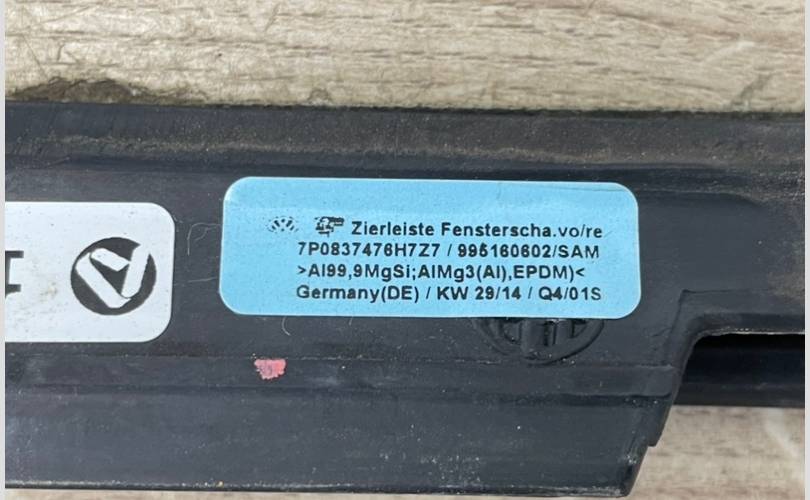 Zierleiste Fensterscha.vo/re
7P0837476H7Z7 / 995160602/SAM
>Al99,9MgSi;AlMg3(Al),EPDM)<
Germany(DE) / KW 29/14 / Q4/01S